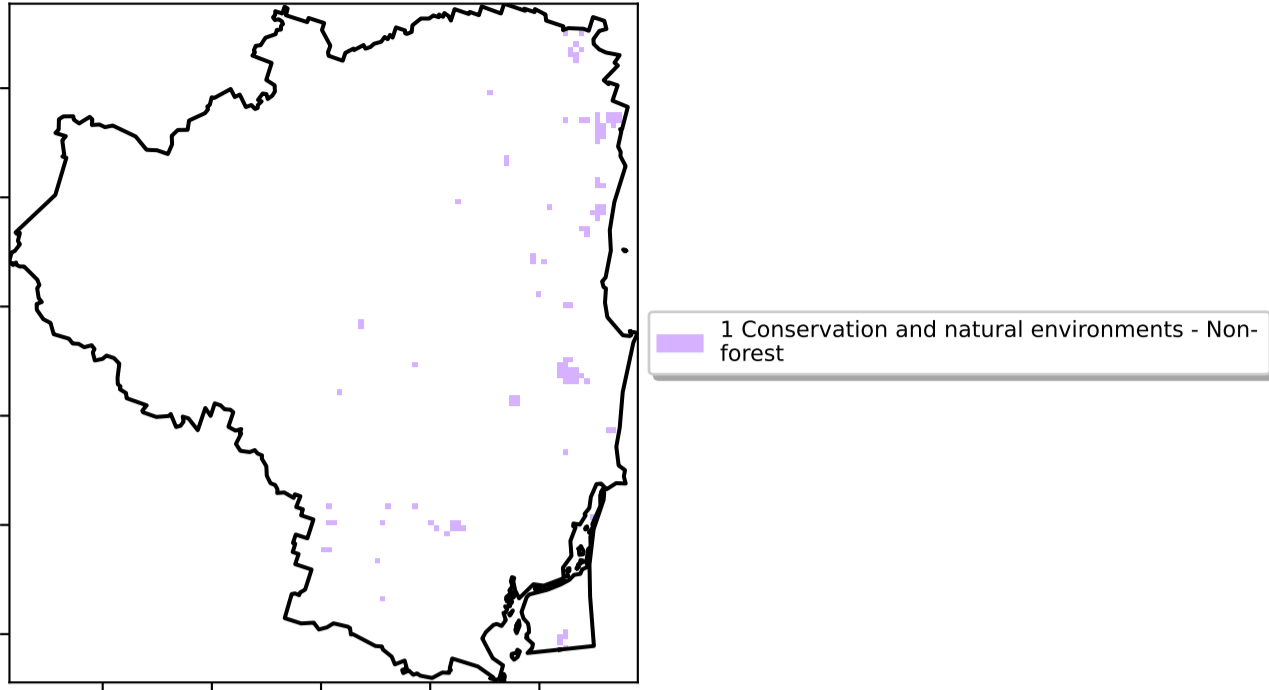 1 Conservation and natural environments - Non-
forest